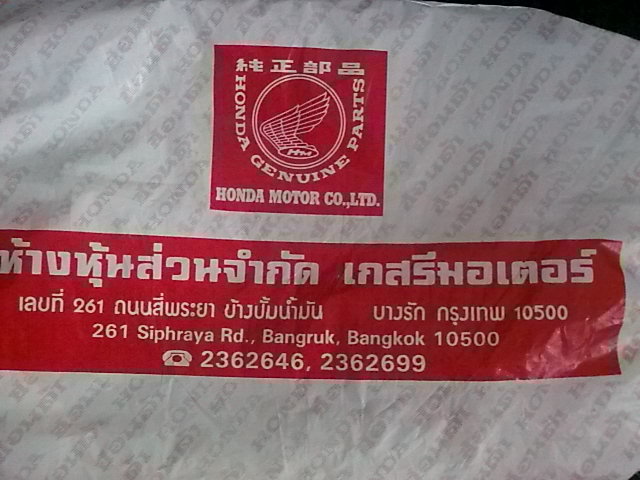 純正部品
HONDA GENUINE PARTS
HM
HONDA MOTOR CO.,LTD.
ห้างหุ้นส่วนจำกัด เกสรีมอเตอร์
เลขที่ 261 ถนนสี่พระยา ข้างปั้มน้ำมัน บางรัก กรุงเทพ 10500
261 Siphraya Rd., Bangruk, Bangkok 10500
☎ 2362646, 2362699